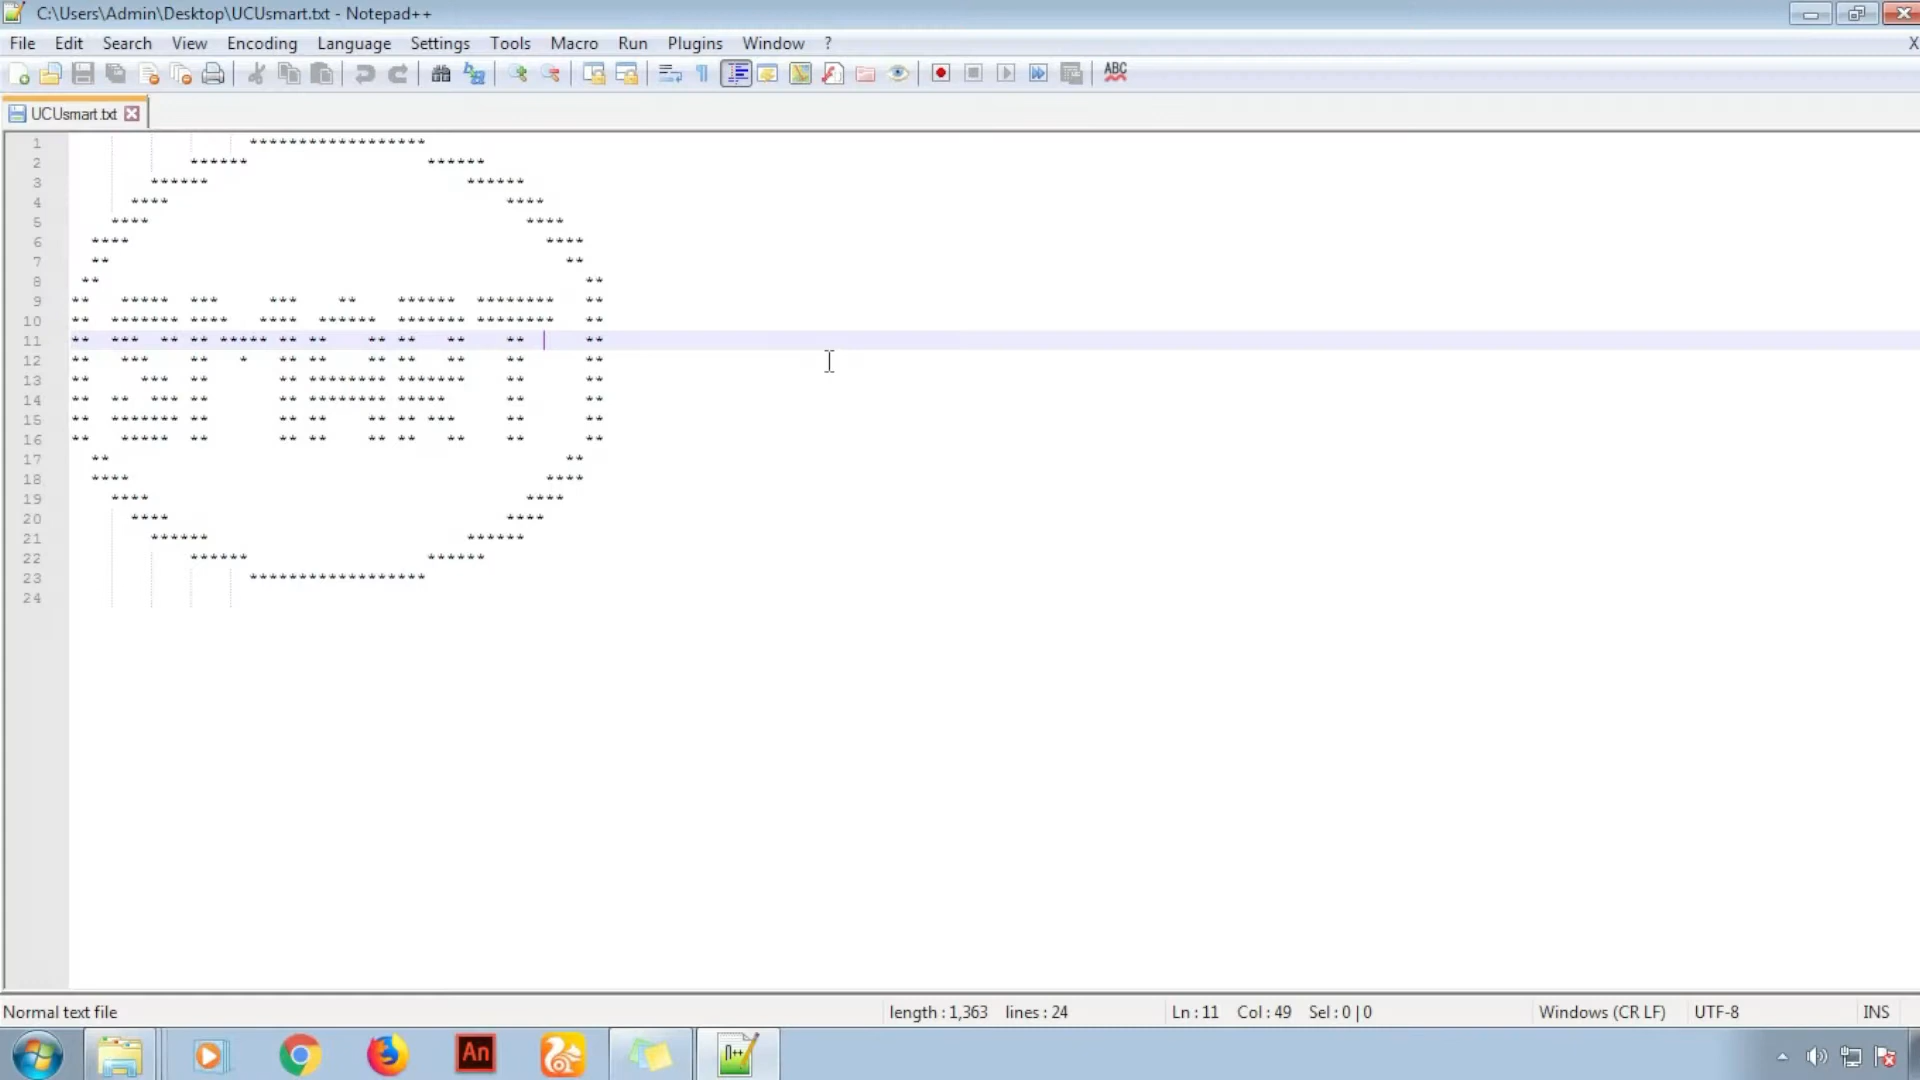 C:\Users\Admin\Desktop\UCUsmart.txt - Notepad++
File Edit Search View Encoding Language Settings Tools Macro Run Plugins Window ? X
ABC
UCUsmart.txt
1                   ******************
2             ******                  ******
3         ******                          ******
4       ****                                  ****
5     ****                                      ****
6   ****                                          ****
7   **                                              **
8  **                                                 **
9 **   *****  ***     ***    **     ******  ********   **
10 **  ******* ****   ****  ******  ******* ********   **
11 **  ***  ** ** ***** ** **    ** **   **    **      **
12 **   ***   **   *   ** **    ** **   **    **      **
13 **     ***  **       ** ******** *******    **      **
14 **  **  *** **       ** ******** *****      **      **
15 **  ******* **       ** **    ** ** ***     **      **
16 **   *****  **       ** **    ** **   **    **      **
17   **                                              **
18   ****                                          ****
19     ****                                      ****
20       ****                                  ****
21         ******                          ******
22             ******                  ******
23                   ******************
24
Normal text file length : 1,363 lines : 24 Ln : 11 Col : 49 Sel : 0 | 0 Windows (CR LF) UTF-8 INS
An n++